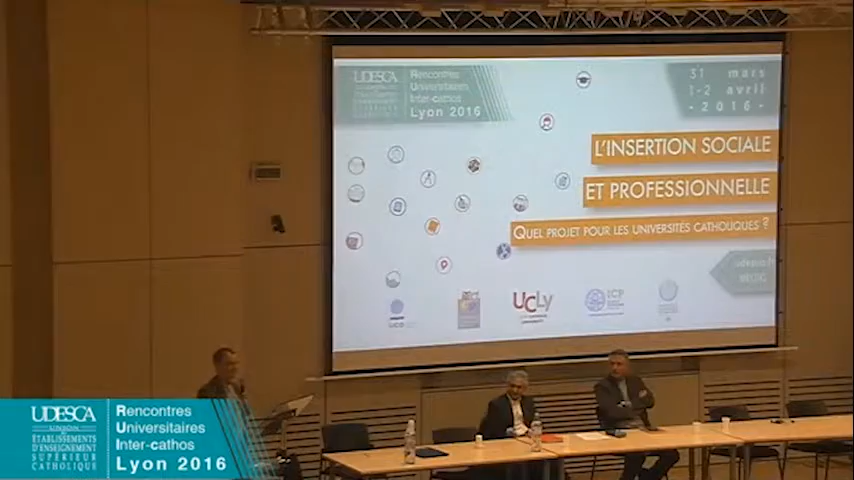 UDESCA
Rencontres
Universitaires
Inter-cathos
Lyon 2016
31 mars
1-2 avril
- 2016 -
L'INSERTION SOCIALE
ET PROFESSIONNELLE
QUEL PROJET POUR LES UNIVERSITÉS CATHOLIQUES ?
UCLy
ICP
UDESCA
UNION DES
ÉTABLISSEMENTS
D'ENSEIGNEMENT
SUPÉRIEUR
CATHOLIQUE
Rencontres
Universitaires
Inter-cathos
Lyon 2016